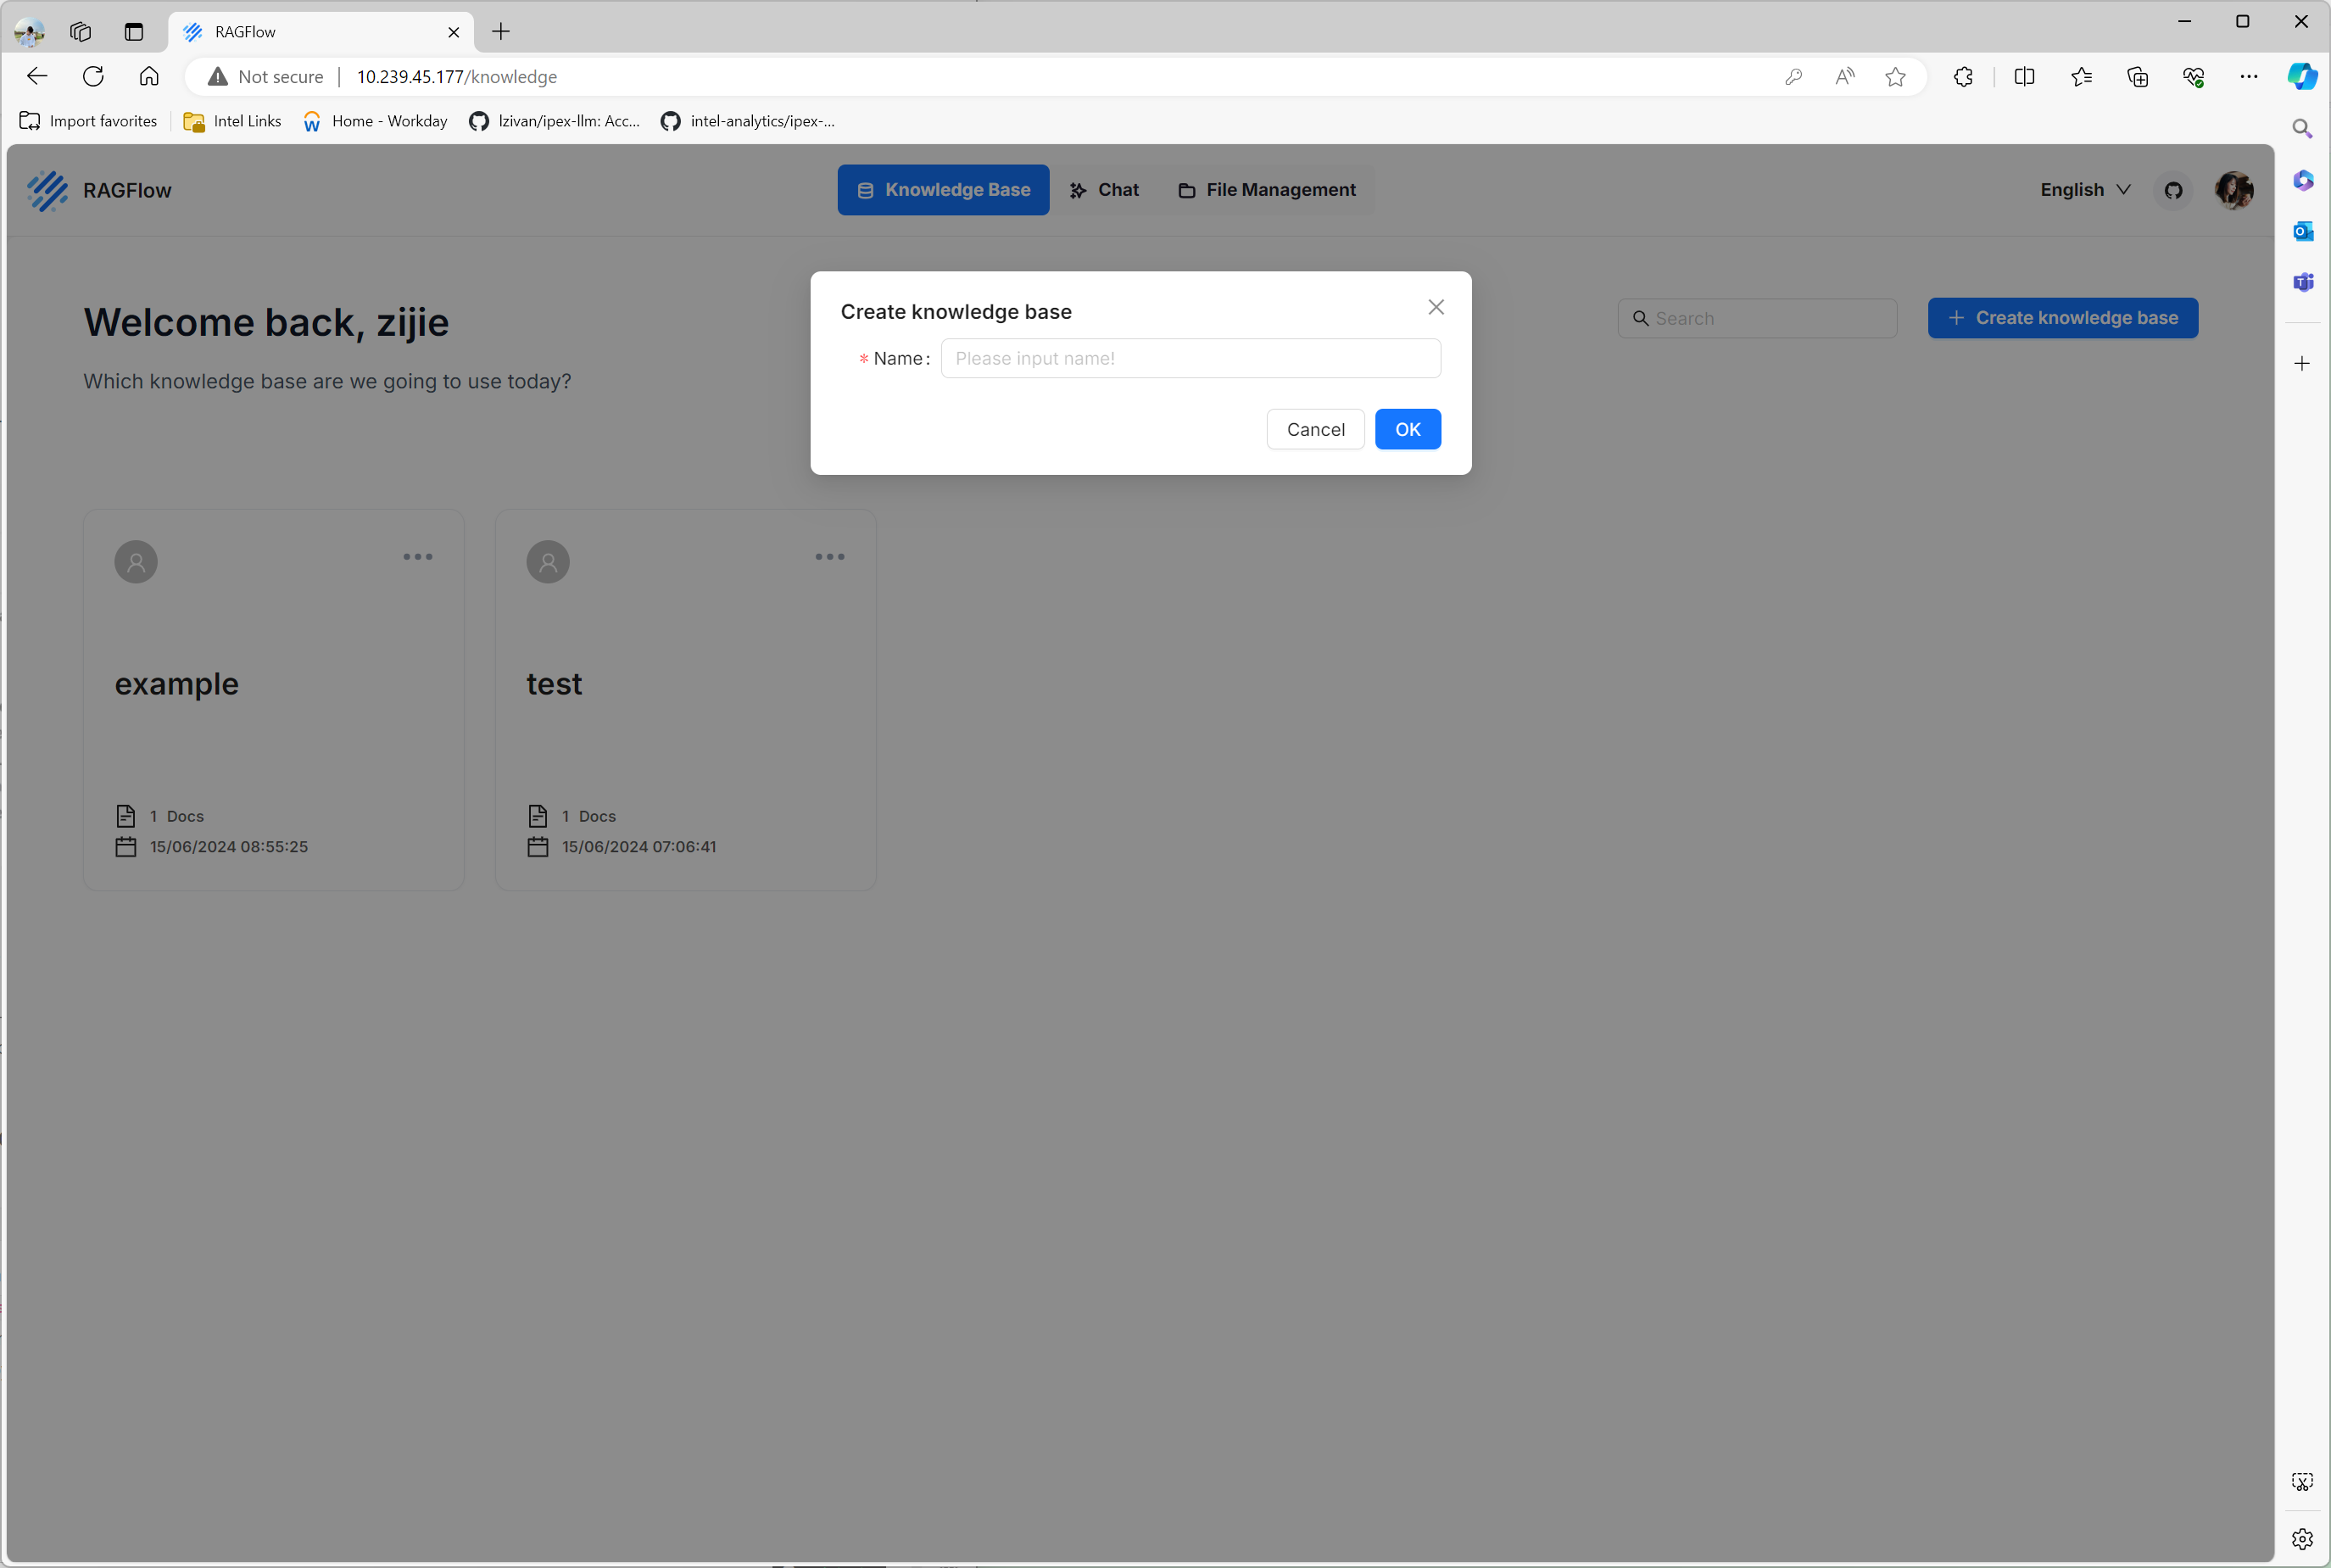 RAGFlow
Not secure | 10.239.45.177/knowledge
Import favorites
Intel Links
Home - Workday
lzivan/ipex-llm: Acc...
intel-analytics/ipex-...
RAGFlow
Knowledge Base
Chat
File Management
English
Welcome back, zijie
Which knowledge base are we going to use today?
Search
Create knowledge base
Create knowledge base
* Name:
Please input name!
Cancel
OK
example
1 Docs
15/06/2024 08:55:25
test
1 Docs
15/06/2024 07:06:41